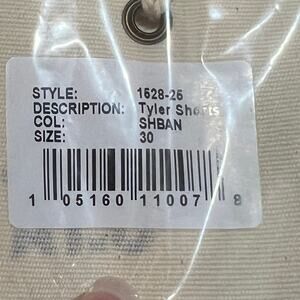 STYLE: 1628-26
DESCRIPTION: Tyler Shorts
COL: SHBAN
SIZE: 30
1 05160 11007 8